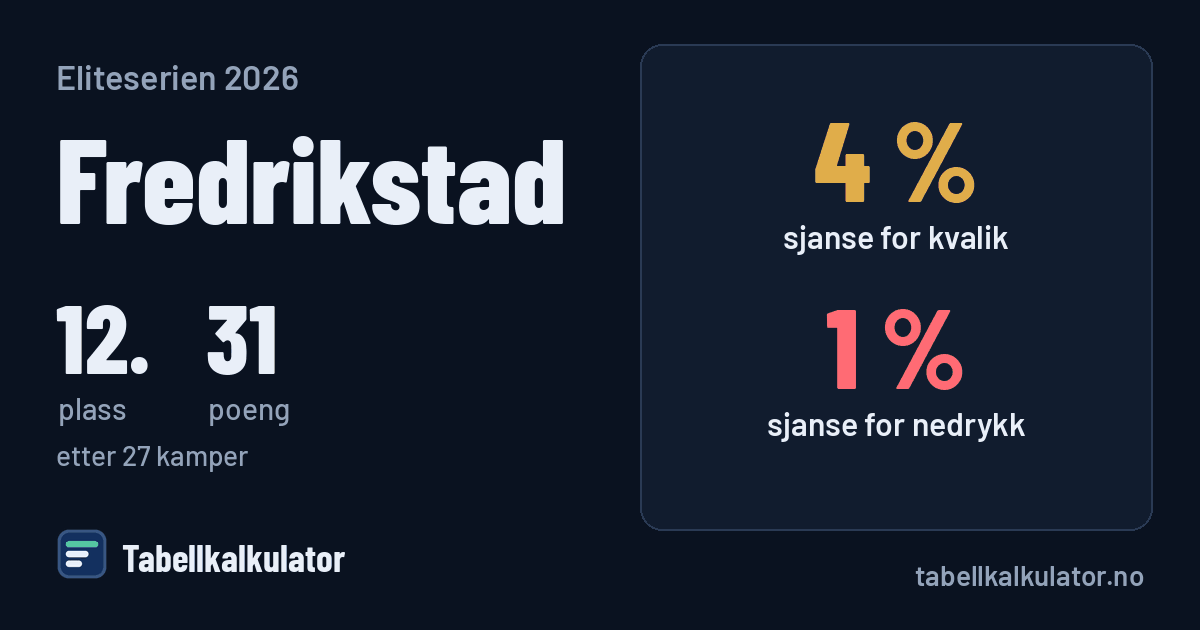 Eliteserien 2026
Fredrikstad
12. 31
plass poeng
etter 27 kamper
4 %
sjanse for kvalik
1 %
sjanse for nedrykk
Tabellkalkulator
tabellkalkulator.no